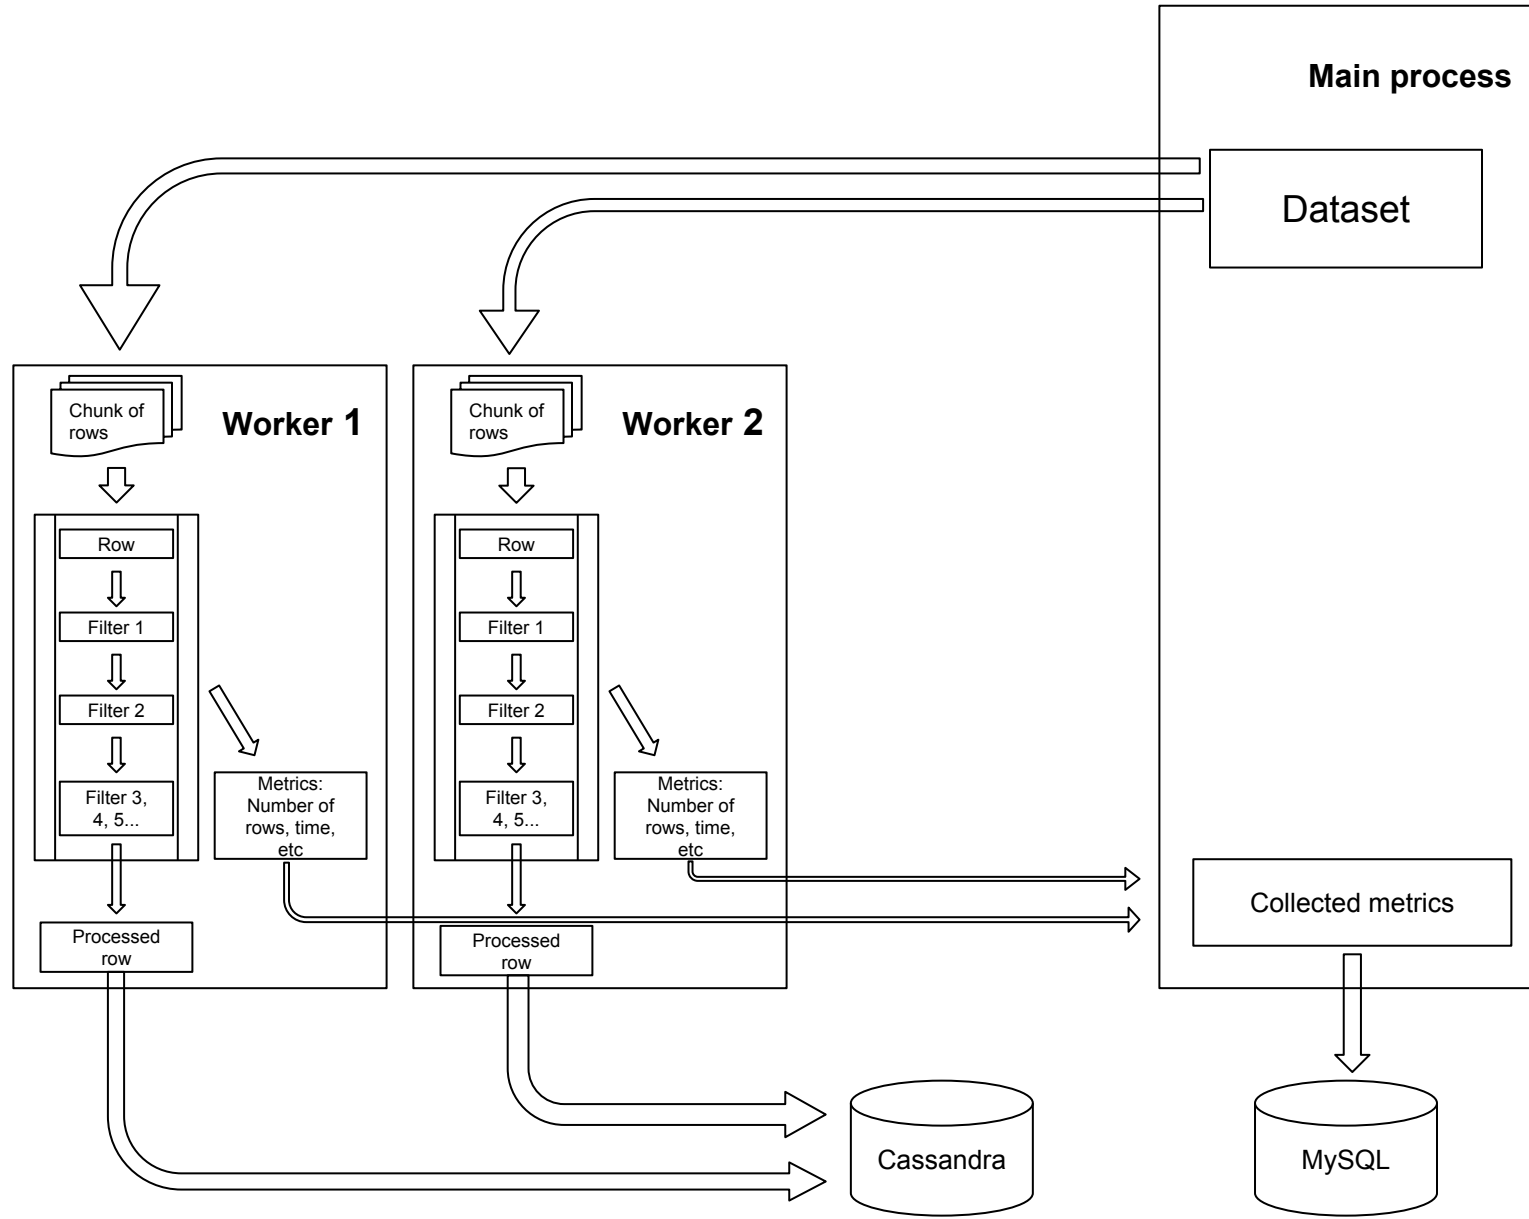 Main process
Dataset
Worker 1
Chunk of
rows
Row
Filter 1
Filter 2
Filter 3,
4, 5...
Metrics:
Number of
rows, time,
etc
Processed
row
Worker 2
Chunk of
rows
Row
Filter 1
Filter 2
Filter 3,
4, 5...
Metrics:
Number of
rows, time,
etc
Processed
row
Collected metrics
Cassandra
MySQL